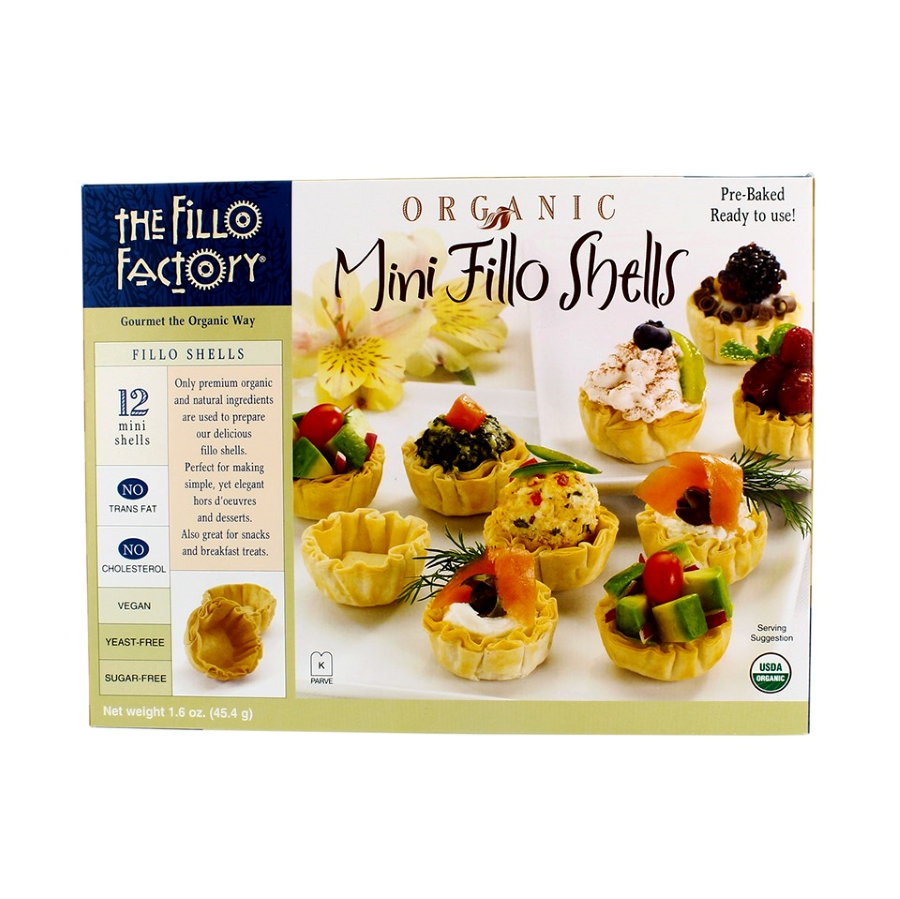 THE FILLO
FACTORY®
Gourmet the Organic Way
FILLO SHELLS
12
mini
shells
Only premium organic
and natural ingredients
are used to prepare
our delicious
fillo shells.
Perfect for making
simple, yet elegant
hors d'oeuvres
and desserts.
Also great for snacks
and breakfast treats.
NO
TRANS FAT
NO
CHOLESTEROL
VEGAN
YEAST-FREE
SUGAR-FREE
Net weight 1.6 oz. (45.4 g)
ORGANIC
Mini Fillo Shells
Pre-Baked
Ready to use!
K
PARVE
Serving
Suggestion
USDA
ORGANIC